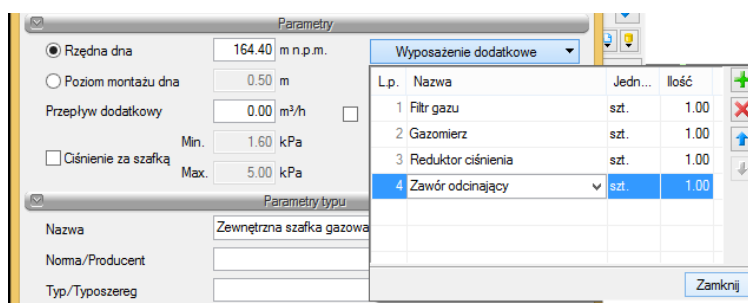 Parametry
Rzędna dna 164.40 m n.p.m. Wyposażenie dodatkowe
Poziom montażu dna 0.50 m
Przepływ dodatkowy 0.00 m³/h
Ciśnienie za szafką
Min. 1.60 kPa
Max. 5.00 kPa
L.p. Nazwa Jedn... Ilość
1 Filtr gazu szt. 1.00
2 Gazomierz szt. 1.00
3 Reduktor ciśnienia szt. 1.00
4 Zawór odcinający szt. 1.00
Zamknij
Parametry typu
Nazwa Zewnętrzna szafka gazowa
Norma/Producent
Typ/Typoszereg